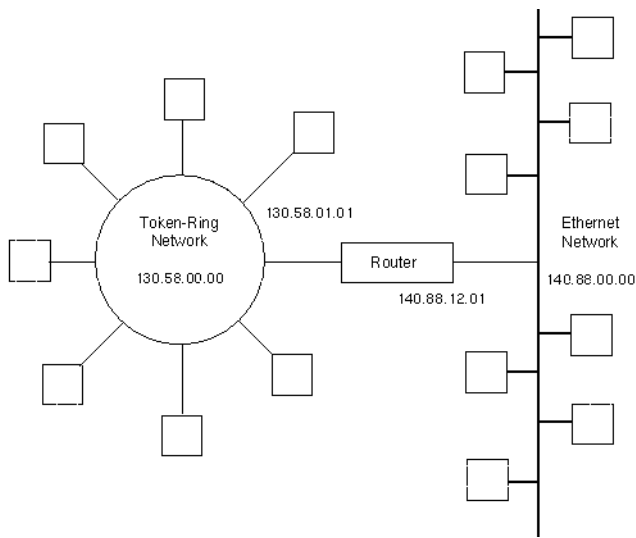 130.58.01.01
Token-Ring
Network
130.58.00.00
Router
140.88.12.01
Ethernet
Network
140.88.00.00